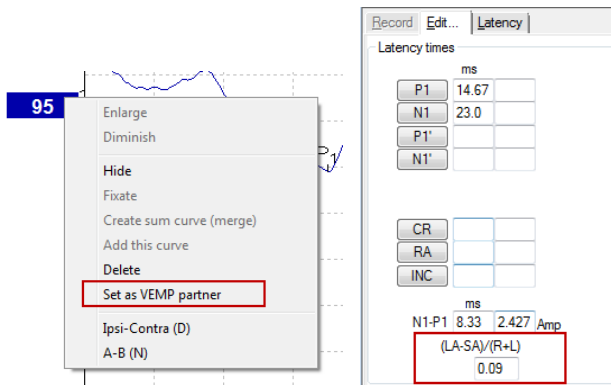 95
Enlarge
Diminish
P1
Hide
Fixate
Create sum curve (merge)
Add this curve
Delete
Set as VEMP partner
Ipsi-Contra (D)
A-B (N)
Record Edit... Latency
Latency times
ms
P1 14.67
N1 23.0
P1'
N1'
CR
RA
INC
ms
N1-P1 8.33 2.427 Amp
(LA-SA)/(R+L)
0.09